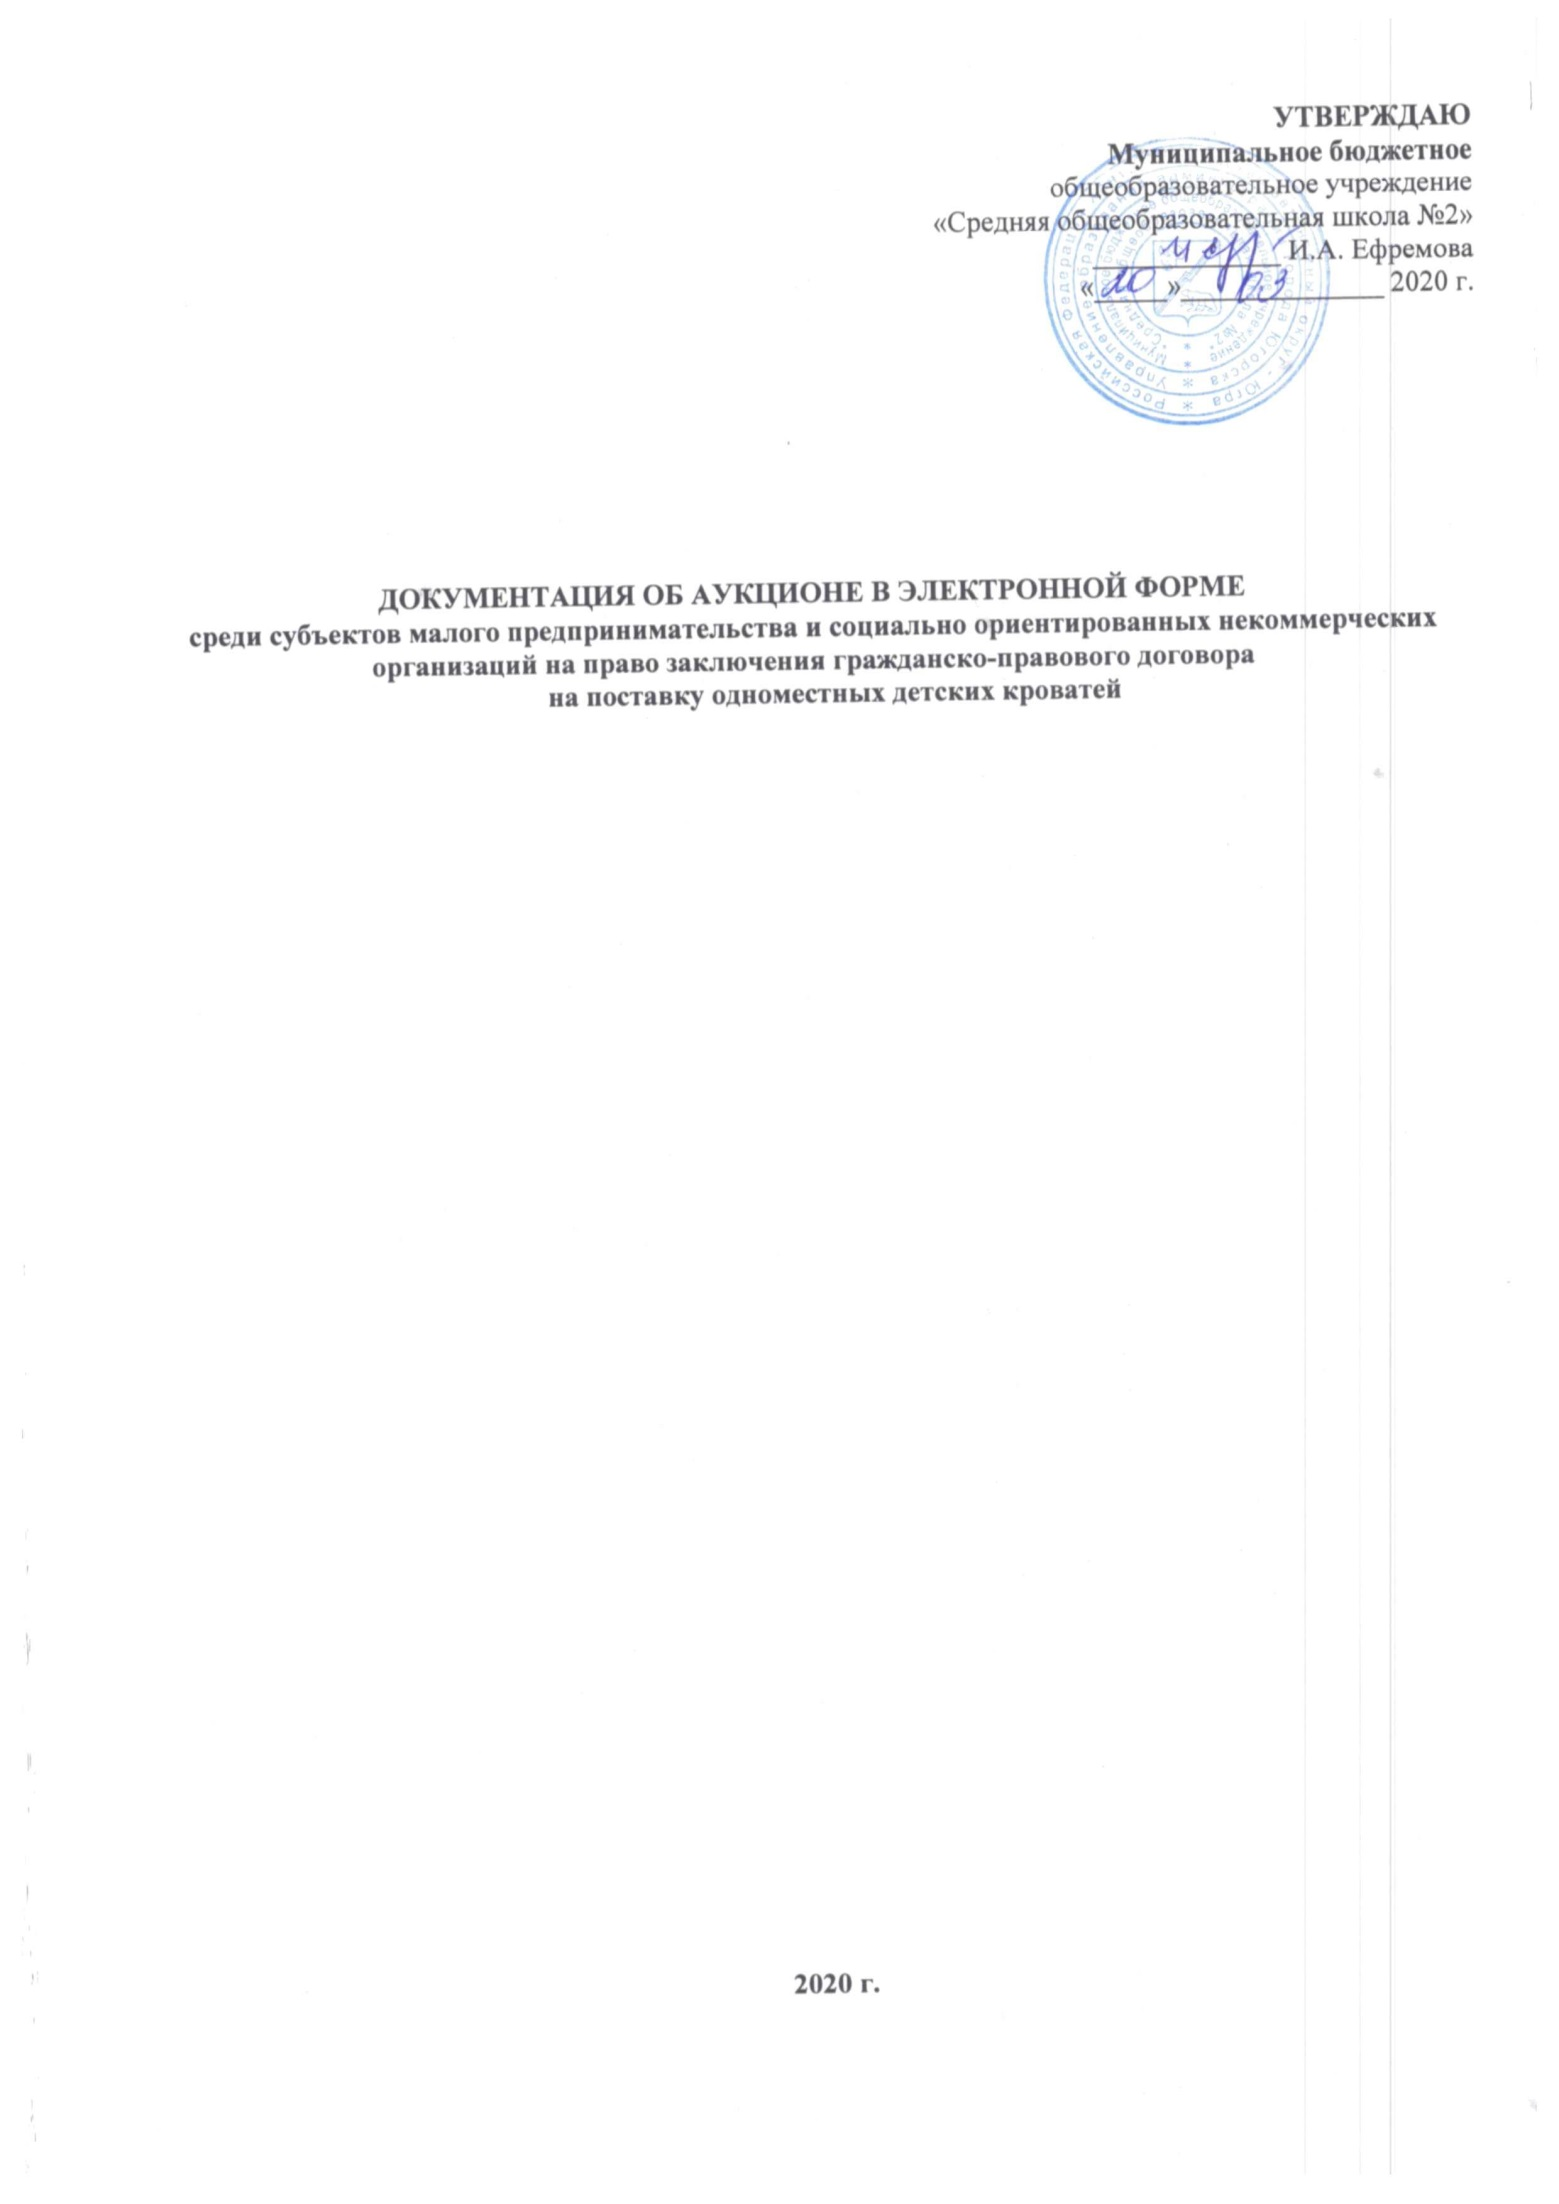 УТВЕРЖДАЮ
Муниципальное бюджетное
общеобразовательное учреждение
«Средняя общеобразовательная школа №2»
И.А. Ефремова
« » 03 2020 г.
ДОКУМЕНТАЦИЯ ОБ АУКЦИОНЕ В ЭЛЕКТРОННОЙ ФОРМЕ
среди субъектов малого предпринимательства и социально ориентированных некоммерческих
организаций на право заключения гражданско-правового договора
на поставку одноместных детских кроватей
2020 г.